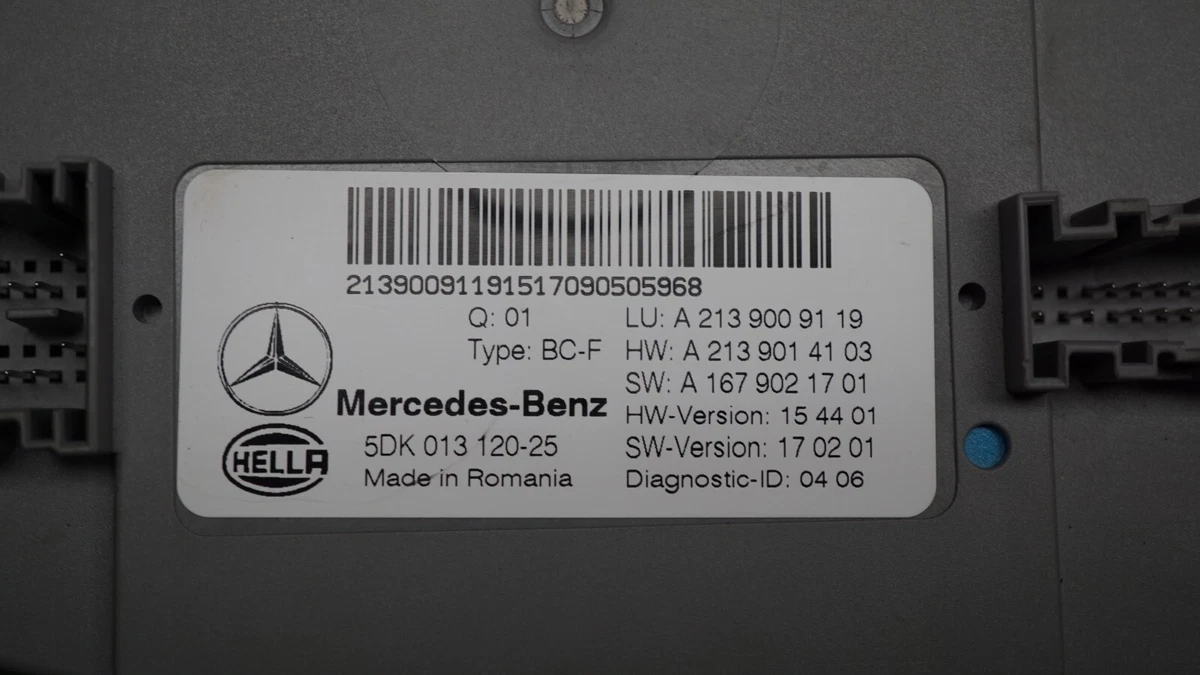 2139009119151709050​5968
Q: 01
Type: BC-F
LU: A 213 900 91 19
HW: A 213 901 41 03
SW: A 167 902 17 01
HW-Version: 15 44 01
SW-Version: 17 02 01
Diagnostic-ID: 04 06
Mercedes-Benz
5DK 013 120-25
Made in Romania
HELLA